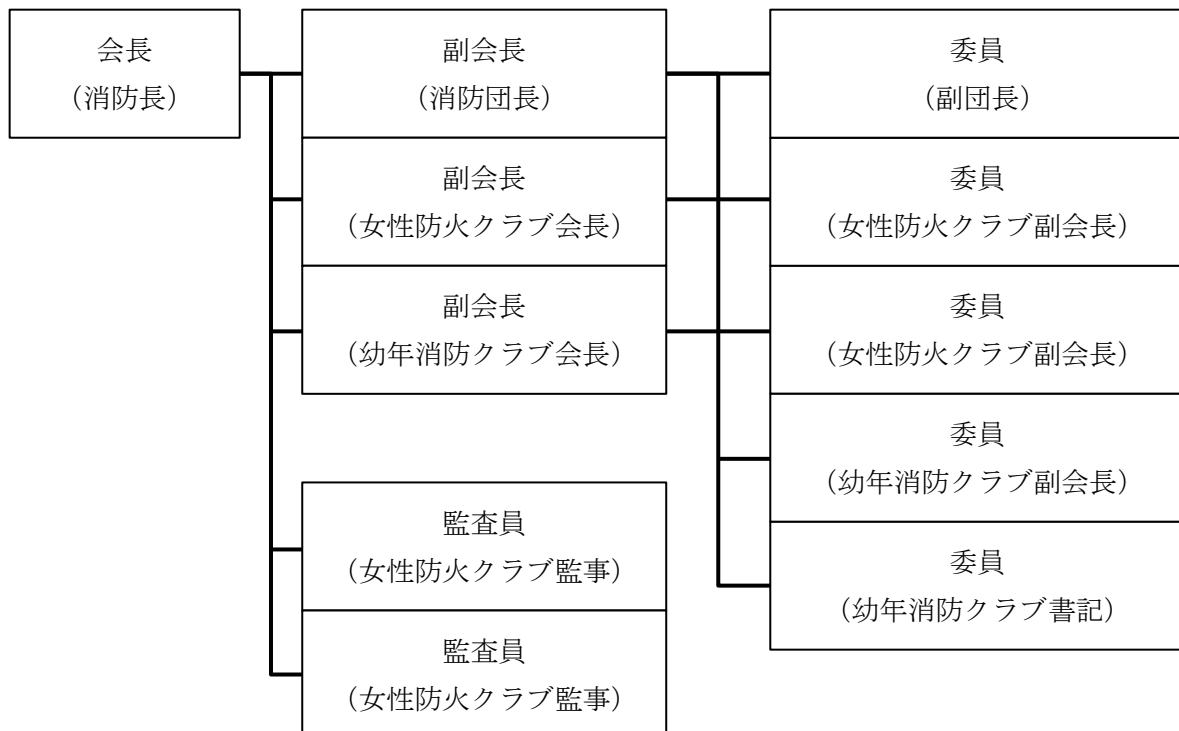 会長
（消防長）
副会長
（消防団長）
副会長
（女性防火クラブ会長）
副会長
（幼年消防クラブ会長）
監査員
（女性防火クラブ監事）
監査員
（女性防火クラブ監事）
委員
（副団長）
委員
（女性防火クラブ副会長）
委員
（女性防火クラブ副会長）
委員
（幼年消防クラブ副会長）
委員
（幼年消防クラブ書記）